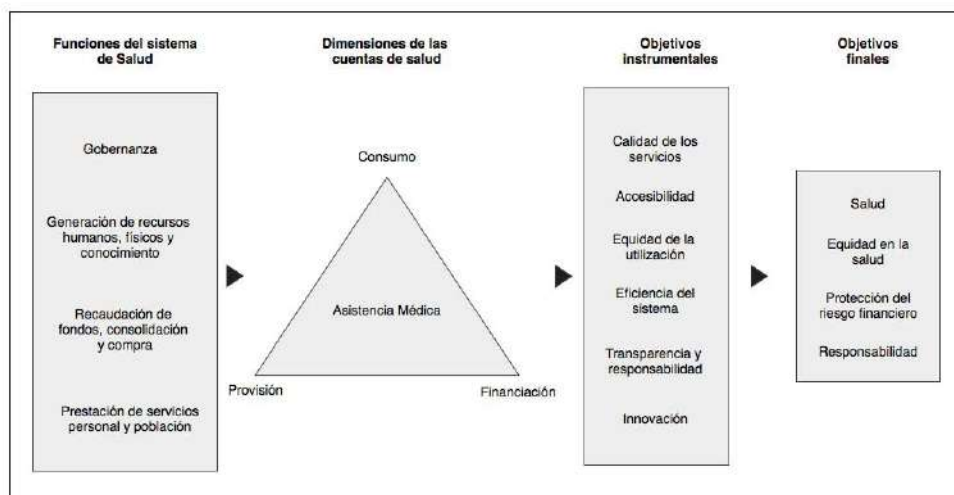 Funciones del sistema
de Salud
Gobernanza
Generación de recursos
humanos, físicos y
conocimiento
Recaudación de
fondos, consolidación
y compra
Prestación de servicios
personal y población
Dimensiones de las
cuentas de salud
Consumo
Asistencia Médica
Provisión
Financiación
Objetivos
instrumentales
Calidad de los
servicios
Accesibilidad
Equidad de la
utilización
Eficiencia del
sistema
Transparencia y
responsabilidad
Innovación
Objetivos
finales
Salud
Equidad en la
salud
Protección del
riesgo financiero
Responsabilidad